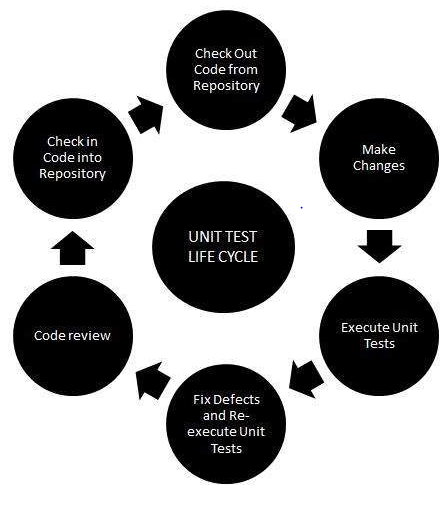 Check Out
Code from
Repository
Make
Changes
Execute Unit
Tests
Fix Defects
and Re-
execute Unit
Tests
Code review
Check in
Code into
Repository
UNIT TEST
LIFE CYCLE